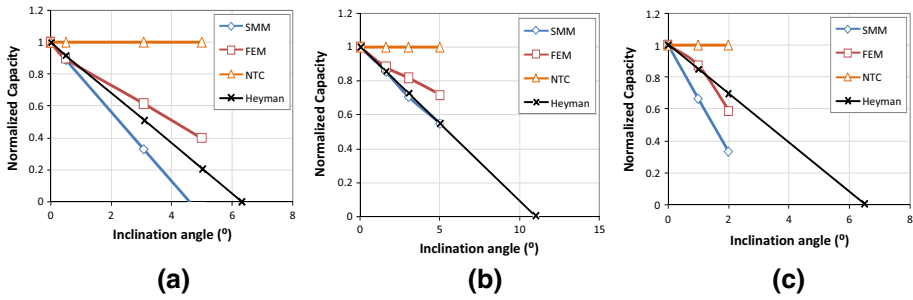 1.2
1
0.8
0.6
0.4
0.2
0
Normalized Capacity
0 2 4 6 8
Inclination angle (⁰)
SMM
FEM
NTC
Heyman
(a)
1.2
1
0.8
0.6
0.4
0.2
0
Normalized Capacity
0 5 10 15
Inclination angle (⁰)
SMM
FEM
NTC
Heyman
(b)
1.2
1
0.8
0.6
0.4
0.2
0
Normalized Capacity
0 2 4 6 8
Inclination angle (⁰)
SMM
FEM
NTC
Heyman
(c)